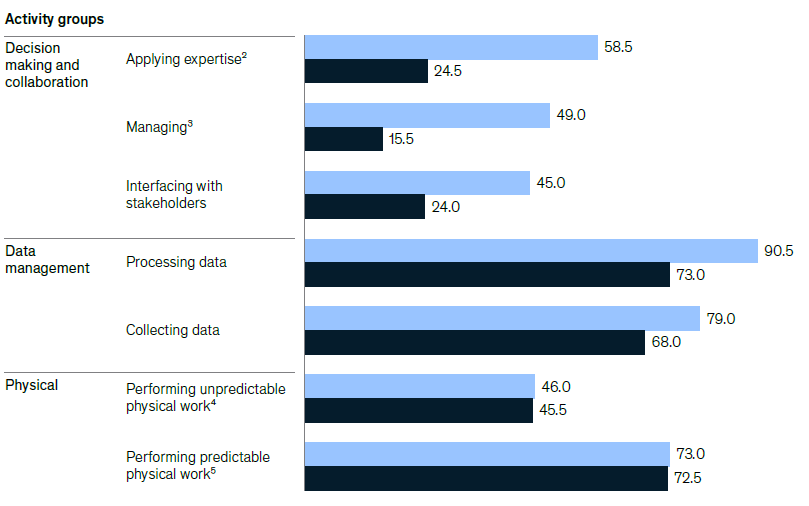 Activity groups
Decision
making and
collaboration
Applying expertise²
58.5
24.5
Managing³
49.0
15.5
Interfacing with
stakeholders
45.0
24.0
Data
management
Processing data
90.5
73.0
Collecting data
79.0
68.0
Physical
Performing unpredictable
physical work⁴
46.0
45.5
Performing predictable
physical work⁵
73.0
72.5